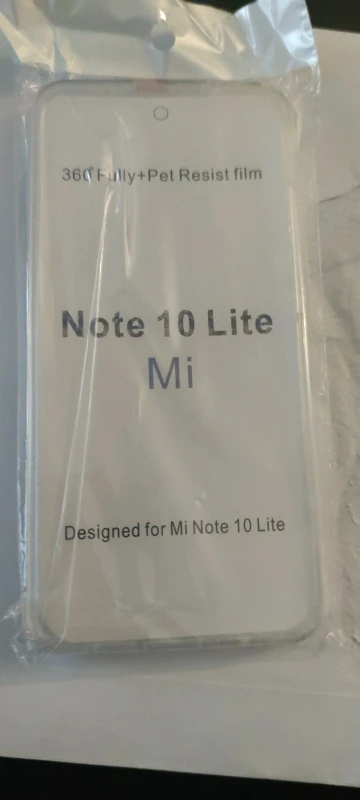 360°Fully+Pet Resist film
Note 10 Lite
Mi
Designed for Mi Note 10 Lite